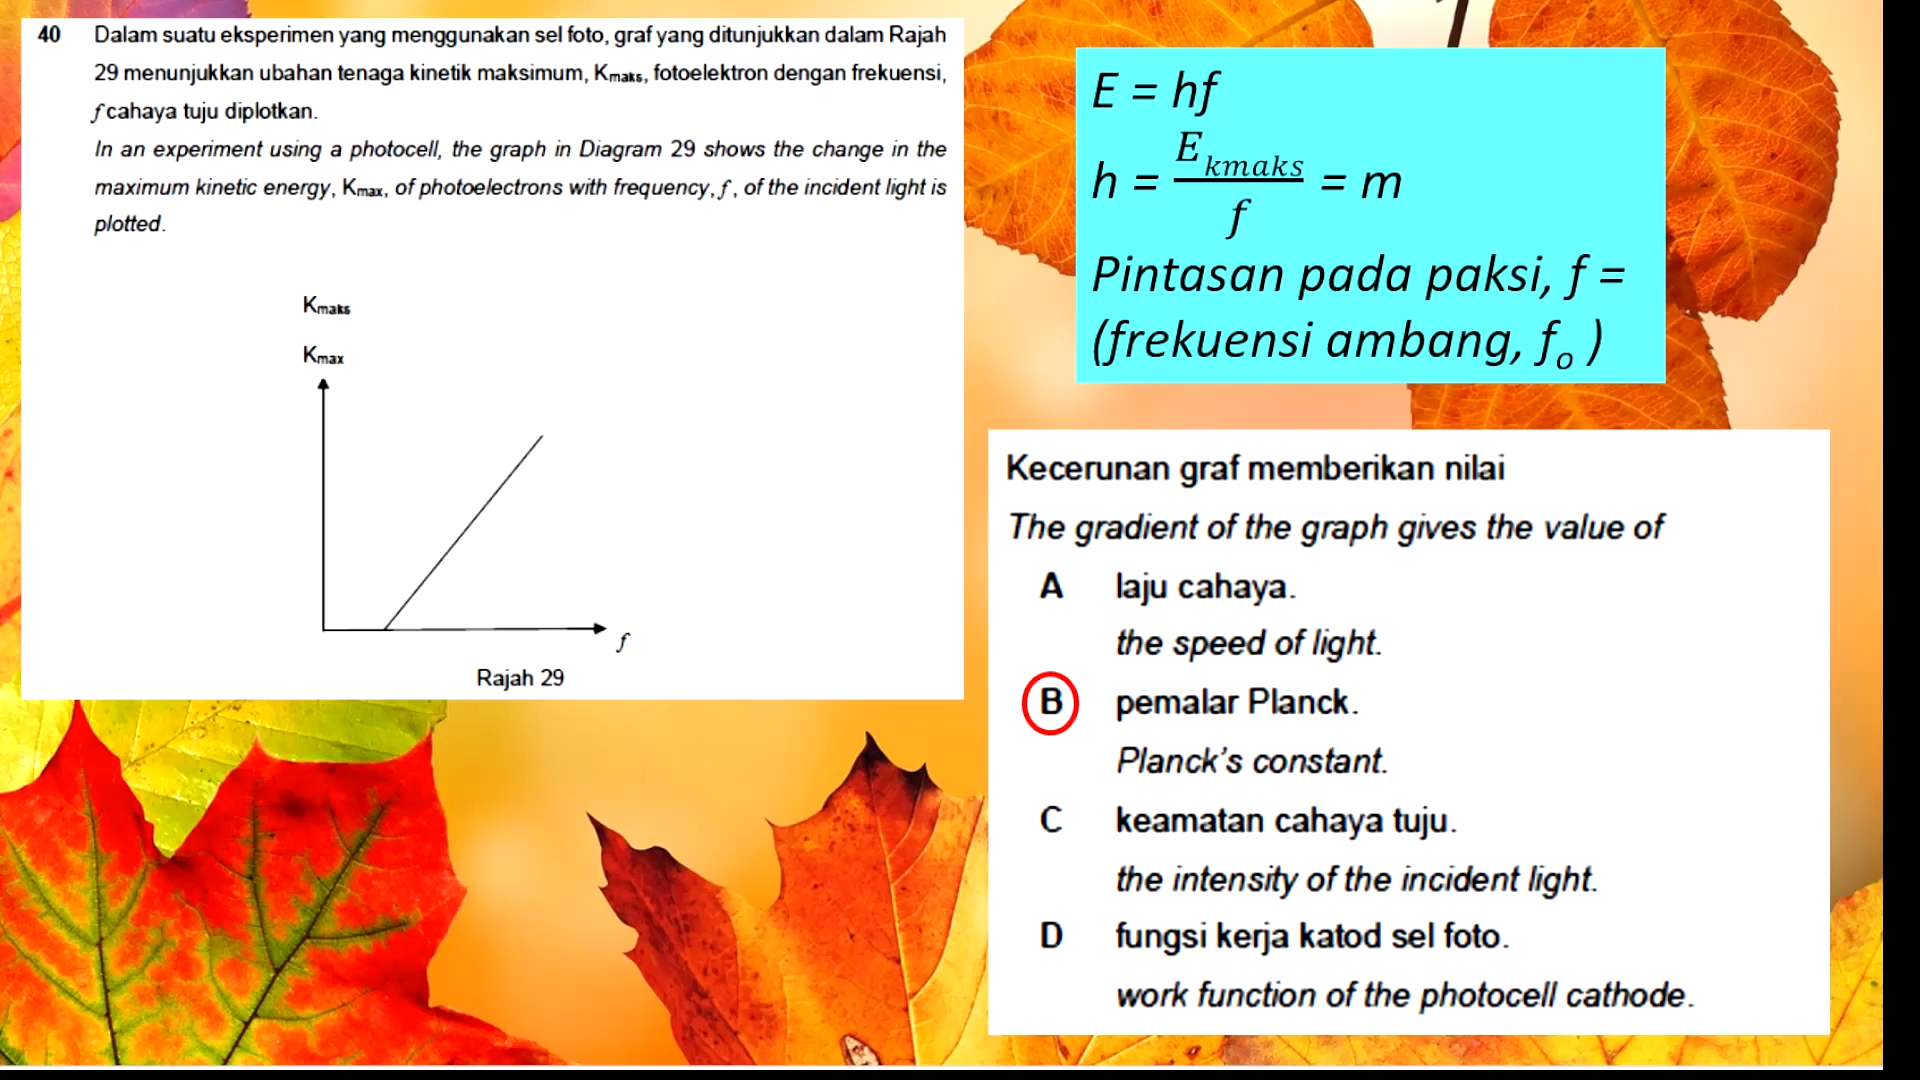 40 Dalam suatu eksperimen yang menggunakan sel foto, graf yang ditunjukkan dalam Rajah
29 menunjukkan ubahan tenaga kinetik maksimum, Kmaks, fotoelektron dengan frekuensi,
f cahaya tuju diplotkan.
In an experiment using a photocell, the graph in Diagram 29 shows the change in the
maximum kinetic energy, Kmax, of photoelectrons with frequency, f, of the incident light is
plotted.
Kmaks
Kmax
f
Rajah 29
E = hf
h = E kmaks / f = m
Pintasan pada paksi, f =
(frekuensi ambang, fo )
Kecerunan graf memberikan nilai
The gradient of the graph gives the value of
A laju cahaya.
the speed of light.
B pemalar Planck.
Planck's constant.
C keamatan cahaya tuju.
the intensity of the incident light.
D fungsi kerja katod sel foto.
work function of the photocell cathode.